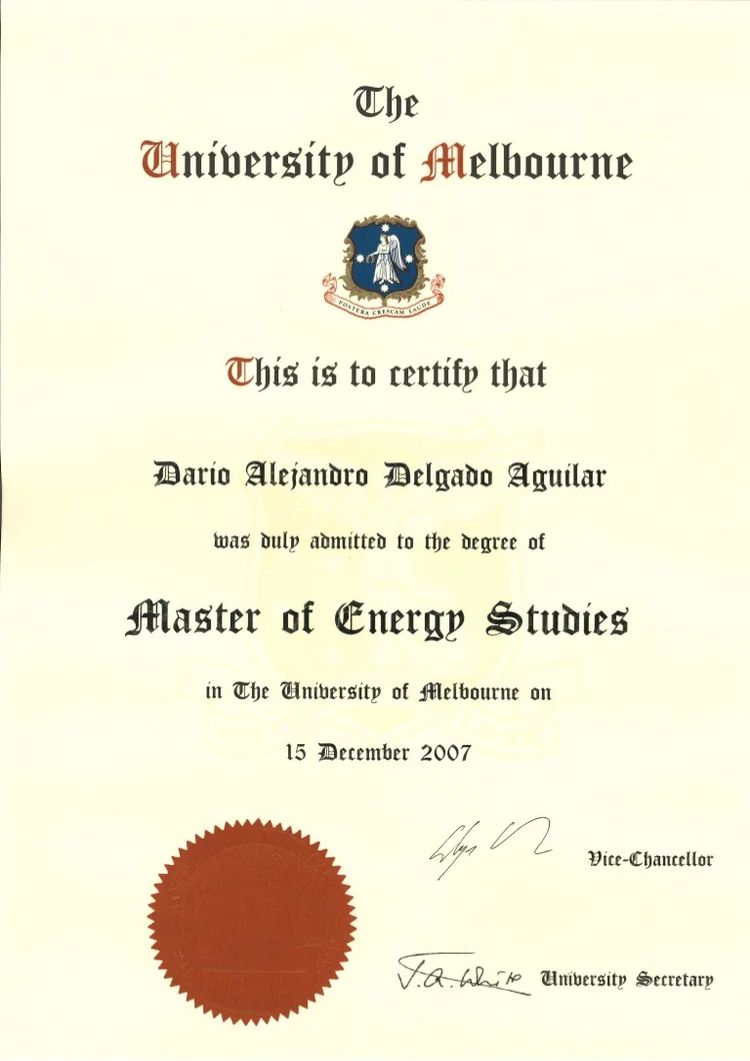 The
University of Melbourne
POSTERA CRESCAM LAUDE
This is to certify that
Dario Alejandro Delgado Aguilar
was duly admitted to the degree of
Master of Energy Studies
in The University of Melbourne on
15 December 2007
Vice-Chancellor
J.A. White University Secretary